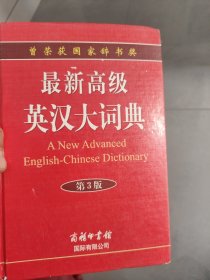 曾荣获国家辞书奖
最新高级
英汉大词典
A New Advanced
English-Chinese Dictionary
第3版
商务印书馆
国际有限公司